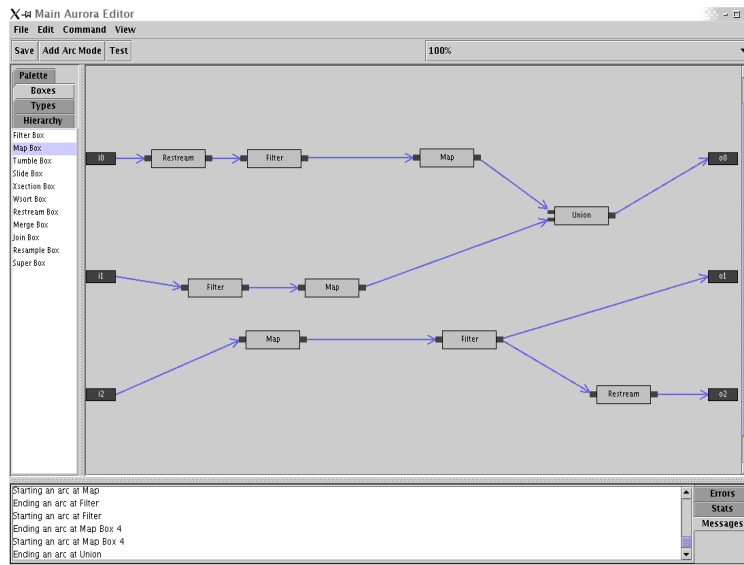 Main Aurora Editor
File Edit Command View
Save Add Arc Mode Test 100%
Palette
Boxes
Types
Hierarchy
Filter Box
Map Box
Tumble Box
Slide Box
Xsection Box
Wsort Box
Restream Box
Merge Box
Join Box
Resample Box
Super Box
i0 Restream Filter Map o0
Union
i1 Filter Map o1
Map Filter
i2 Restream o2
Starting an arc at Map
Ending an arc at Filter
Starting an arc at Filter
Ending an arc at Map Box 4
Starting an arc at Map Box 4
Ending an arc at Union
Errors
Stats
Messages